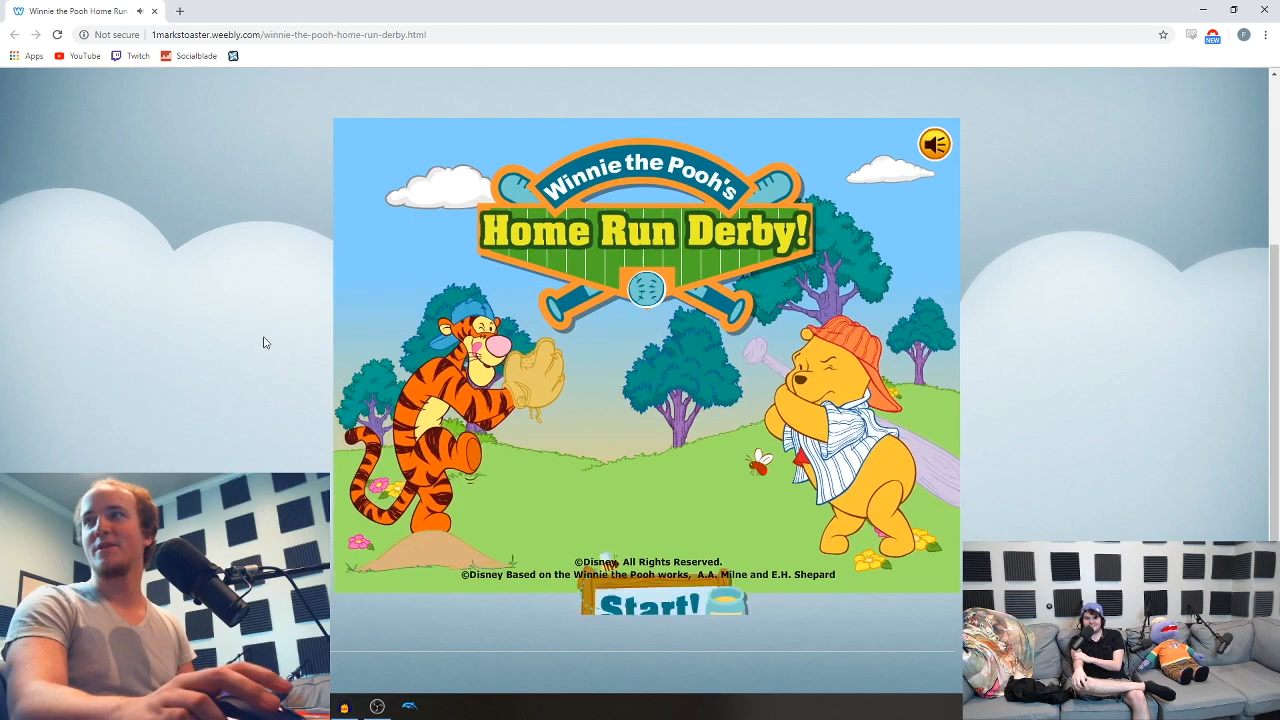 Winnie the Pooh Home Run
Not secure | 1markstoaster.weebly.com/winnie-the-pooh-home-run-derby.html
NEW
F
Apps YouTube Twitch Socialblade
Winnie the Pooh's
Home Run Derby!
©Disney. All Rights Reserved.
©Disney Based on the Winnie the Pooh works, A.A. Milne and E.H. Shepard
Start!